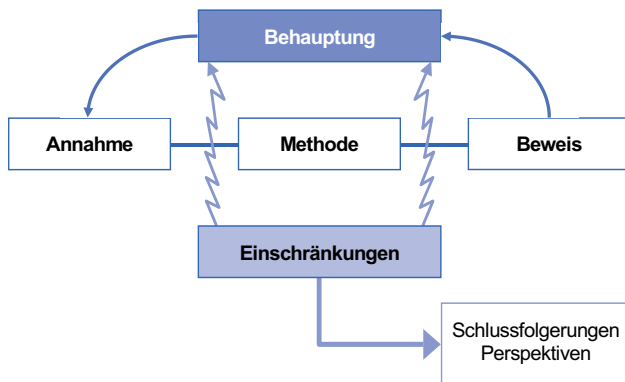 Behauptung
Annahme
Methode
Beweis
Einschränkungen
Schlussfolgerungen
Perspektiven